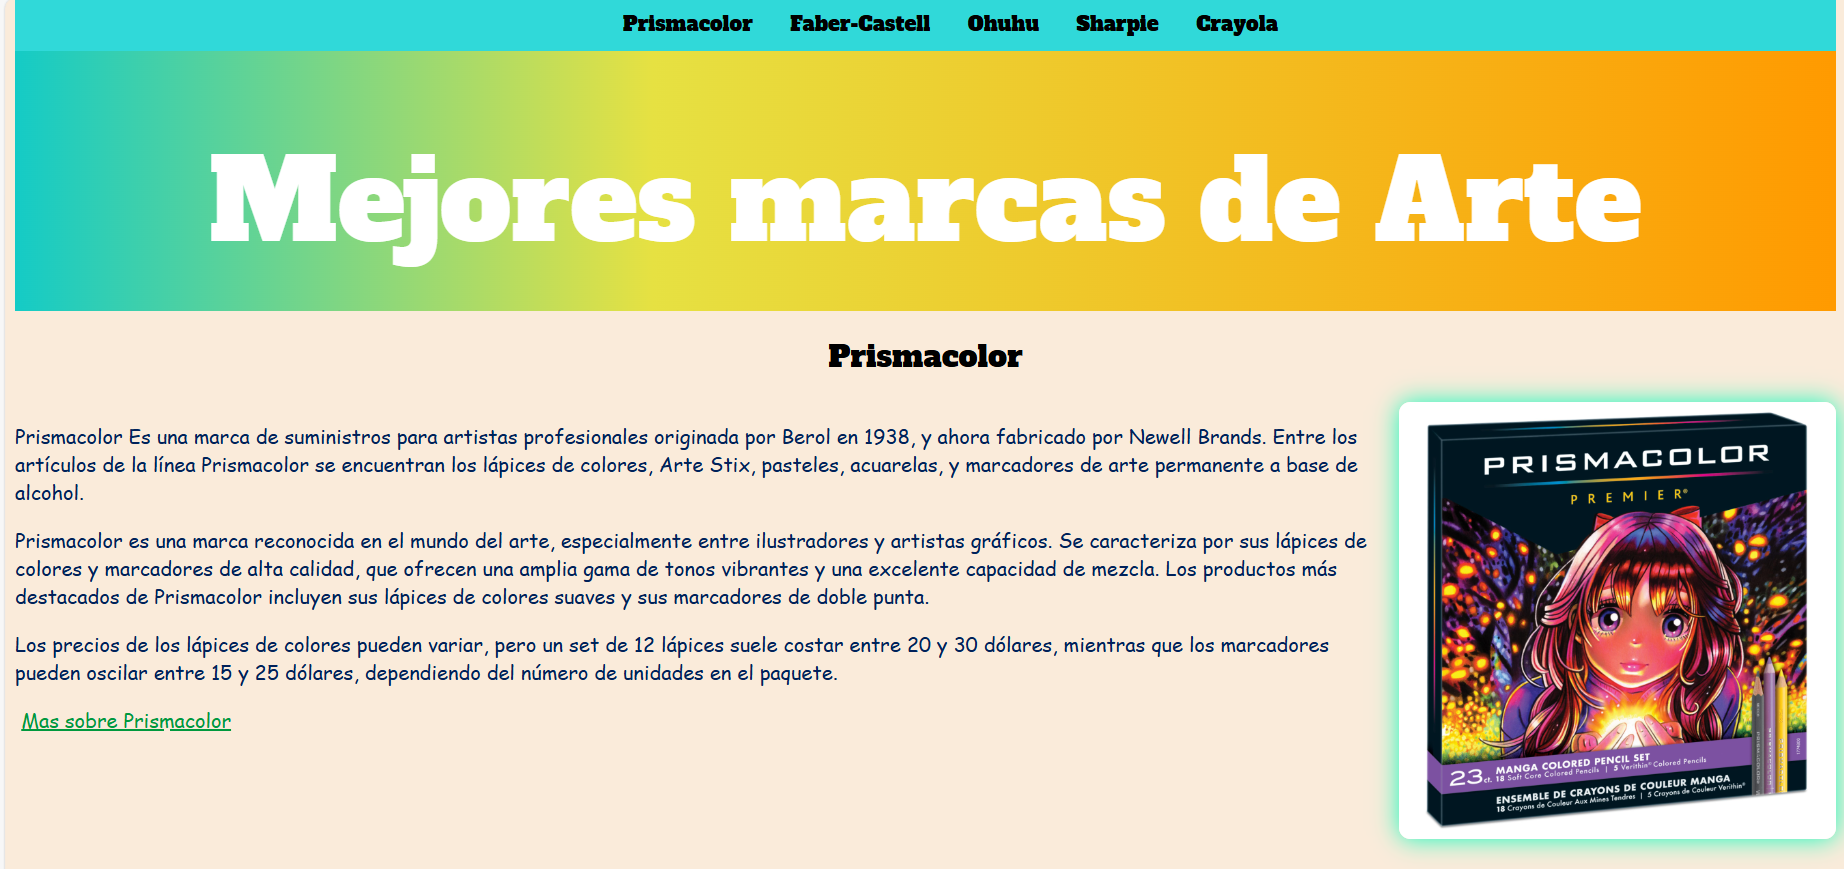 Prismacolor Faber-Castell Ohuhu Sharpie Crayola
Mejores marcas de Arte
Prismacolor
Prismacolor Es una marca de suministros para artistas profesionales originada por Berol en 1938, y ahora fabricado por Newell Brands. Entre los
artículos de la línea Prismacolor se encuentran los lápices de colores, Arte Stix, pasteles, acuarelas, y marcadores de arte permanente a base de
alcohol.
Prismacolor es una marca reconocida en el mundo del arte, especialmente entre ilustradores y artistas gráficos. Se caracteriza por sus lápices de
colores y marcadores de alta calidad, que ofrecen una amplia gama de tonos vibrantes y una excelente capacidad de mezcla. Los productos más
destacados de Prismacolor incluyen sus lápices de colores suaves y sus marcadores de doble punta.
Los precios de los lápices de colores pueden variar, pero un set de 12 lápices suele costar entre 20 y 30 dólares, mientras que los marcadores
pueden oscilar entre 15 y 25 dólares, dependiendo del número de unidades en el paquete.
Mas sobre Prismacolor
PRISMACOLOR
PREMIER®
23 ct. MANGA COLORED PENCIL SET
18 Soft Core Colored Pencils | 5 Verithin® Colored Pencils
ENSEMBLE DE CRAYONS DE COULEUR MANGA
18 Crayons de Couleur Aux Mines Tendres | 5 Crayons de Couleur Verithin®